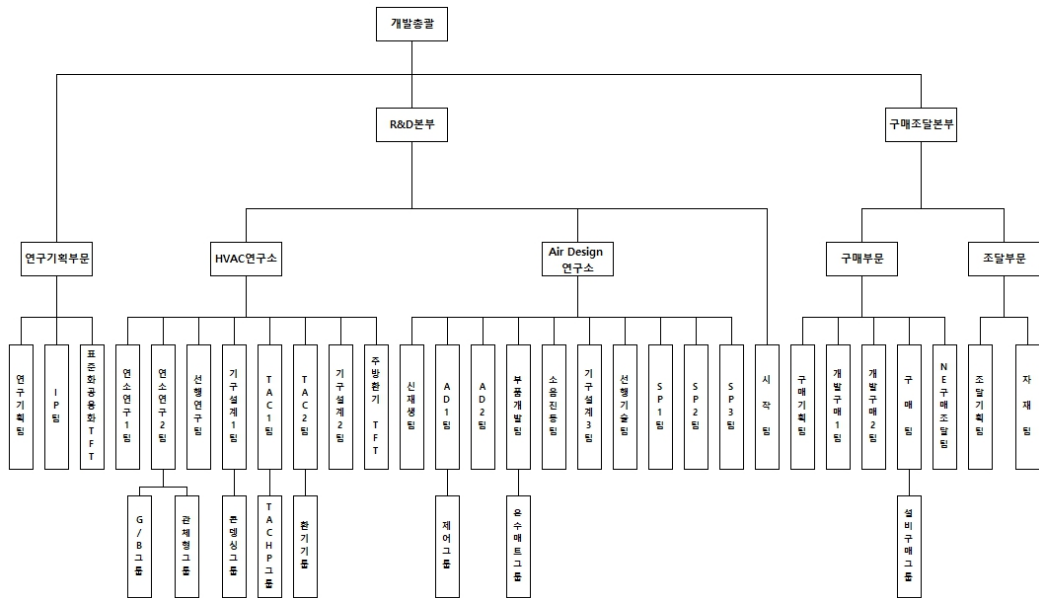 개발총괄
R&D본부
구매조달본부
연구기획부문
HVAC연구소
Air Design
연구소
구매부문
조달부문
연구기획팀
IP팀
표준화공용화TFT
연소연구1팀
연소연구2팀
선행연구팀
기구설계1팀
TAC1팀
TAC2팀
기구설계2팀
주방환기 TFT
신재생팀
AD1팀
AD2팀
부품개발팀
소음진동팀
기구설계3팀
선행기술팀
SP1팀
SP2팀
SP3팀
시작팀
구매기획팀
개발구매1팀
개발구매2팀
구매팀
NE구매조달팀
조달기획팀
자재팀
G/B그룹
관체형그룹
콘덴싱그룹
TACHP그룹
환기기룹
제어그룹
온수매트그룹
설비구매그룹